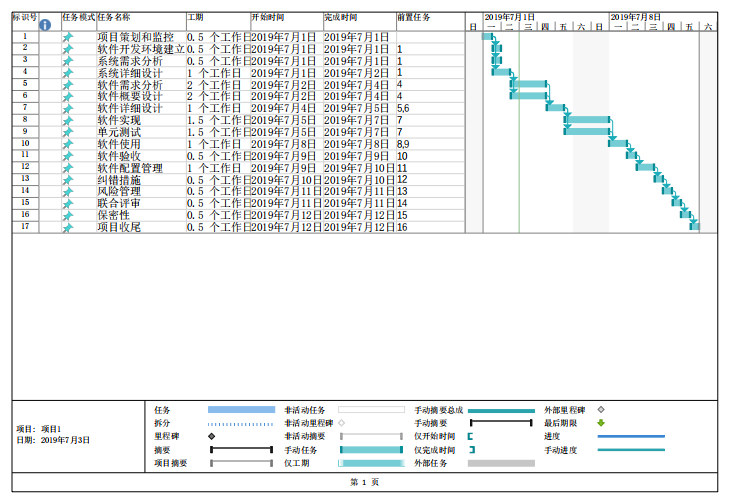 标识号 任务模式 任务名称 工期 开始时间 完成时间 前置任务 2019年7月1日 2019年7月8日
日 一 二 三 四 五 六 日 一 二 三 四 五 六
1 项目策划和监控 0.5 个工作日 2019年7月1日 2019年7月1日
2 软件开发环境建立 0.5 个工作日 2019年7月1日 2019年7月1日 1
3 系统需求分析 0.5 个工作日 2019年7月1日 2019年7月1日 1
4 系统详细设计 1 个工作日 2019年7月1日 2019年7月2日 1
5 软件需求分析 2 个工作日 2019年7月2日 2019年7月4日 4
6 软件概要设计 2 个工作日 2019年7月2日 2019年7月4日 4
7 软件详细设计 1 个工作日 2019年7月4日 2019年7月5日 5,6
8 软件实现 1.5 个工作日 2019年7月5日 2019年7月7日 7
9 单元测试 1.5 个工作日 2019年7月5日 2019年7月7日 7
10 软件使用 1 个工作日 2019年7月8日 2019年7月8日 8,9
11 软件验收 0.5 个工作日 2019年7月9日 2019年7月9日 10
12 软件配置管理 1 个工作日 2019年7月9日 2019年7月10日 11
13 纠错措施 0.5 个工作日 2019年7月10日 2019年7月10日 12
14 风险管理 0.5 个工作日 2019年7月11日 2019年7月11日 13
15 联合评审 0.5 个工作日 2019年7月11日 2019年7月11日 14
16 保密性 0.5 个工作日 2019年7月12日 2019年7月12日 15
17 项目收尾 0.5 个工作日 2019年7月12日 2019年7月12日 16
项目: 项目1
日期: 2019年7月3日
任务 非活动任务 手动摘要总成 外部里程碑
拆分 非活动里程碑 手动摘要 最后期限
里程碑 非活动摘要 仅开始时间 进度
摘要 手动任务 仅完成时间 手动进度
项目摘要 仅工期 外部任务
第 1 页